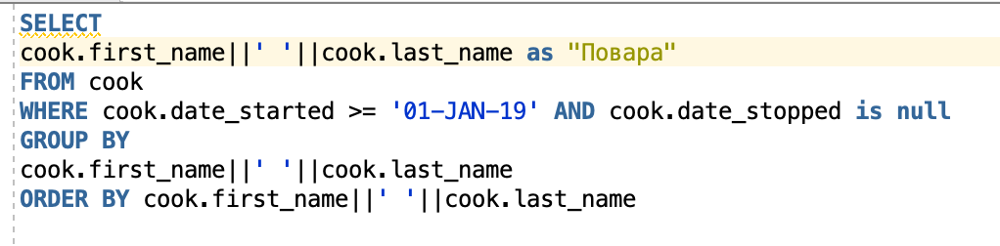 SELECT
cook.first_name||' '||cook.last_name as "Повара"
FROM cook
WHERE cook.date_started >= '01-JAN-19' AND cook.date_stopped is null
GROUP BY
cook.first_name||' '||cook.last_name
ORDER BY cook.first_name||' '||cook.last_name